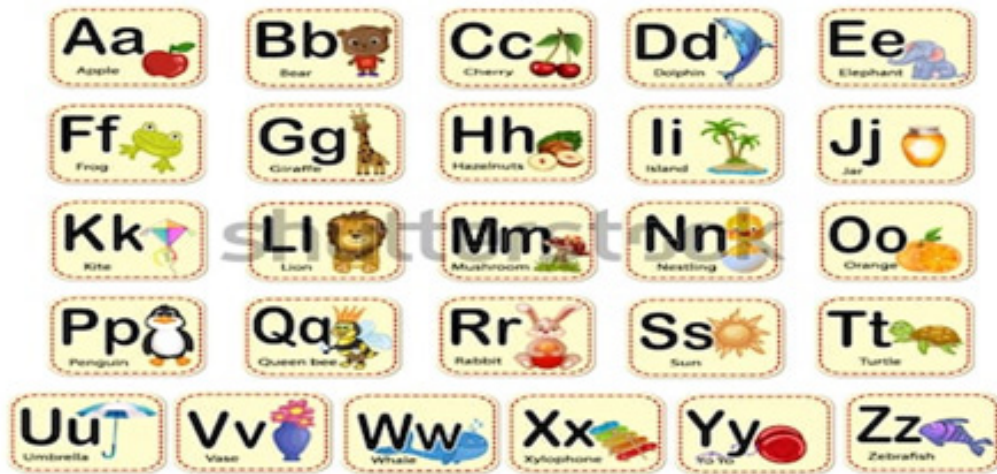 Aa Bb Cc Dd Ee
Apple Bear Cherry Dolphin Elephant
Ff Gg Hh Ii Jj
Frog Giraffe Hazelnuts Island Jar
Kk Ll Mm Nn Oo
shutterstock
Kite Lion Mushroom Nestling Orange
Pp Qq Rr Ss Tt
Penguin Queen bee Rabbit Sun Turtle
Uu Vv Ww Xx Yy Zz
Umbrella Vase Whale Xylophone Yo Yo Zebrafish